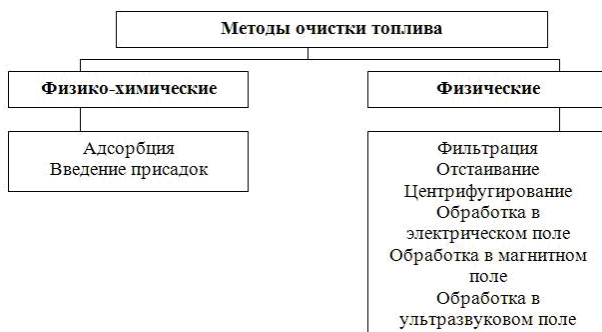 Методы очистки топлива
Физико-химические
Физические
Адсорбция
Введение присадок
Фильтрация
Отстаивание
Центрифугирование
Обработка в
электрическом поле
Обработка в магнитном
поле
Обработка в
ультразвуковом поле